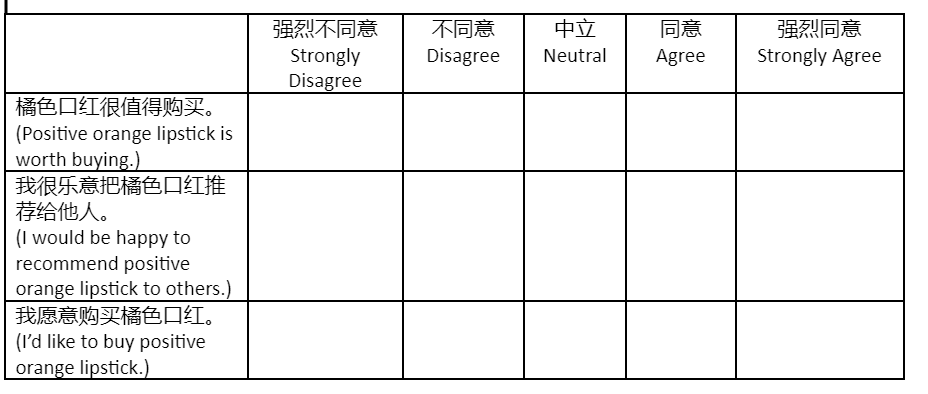 强烈不同意
Strongly
Disagree
不同意
Disagree
中立
Neutral
同意
Agree
强烈同意
Strongly Agree
橘色口红很值得购买。
(Positive orange lipstick is
worth buying.)
我很乐意把橘色口红推
荐给他人。
(I would be happy to
recommend positive
orange lipstick to others.)
我愿意购买橘色口红。
(I’d like to buy positive
orange lipstick.)